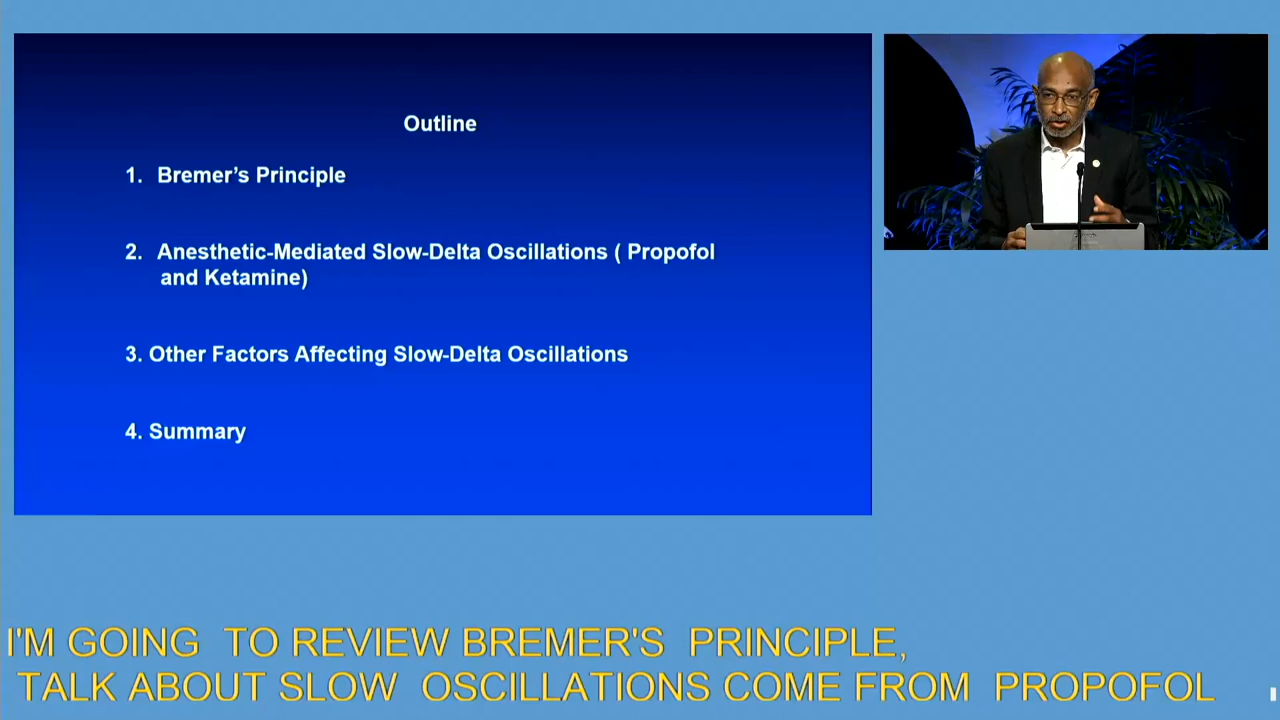 Outline
1. Bremer's Principle
2. Anesthetic-Mediated Slow-Delta Oscillations ( Propofol
and Ketamine)
3. Other Factors Affecting Slow-Delta Oscillations
4. Summary
I'M GOING TO REVIEW BREMER'S PRINCIPLE,
TALK ABOUT SLOW OSCILLATIONS COME FROM PROPOFOL